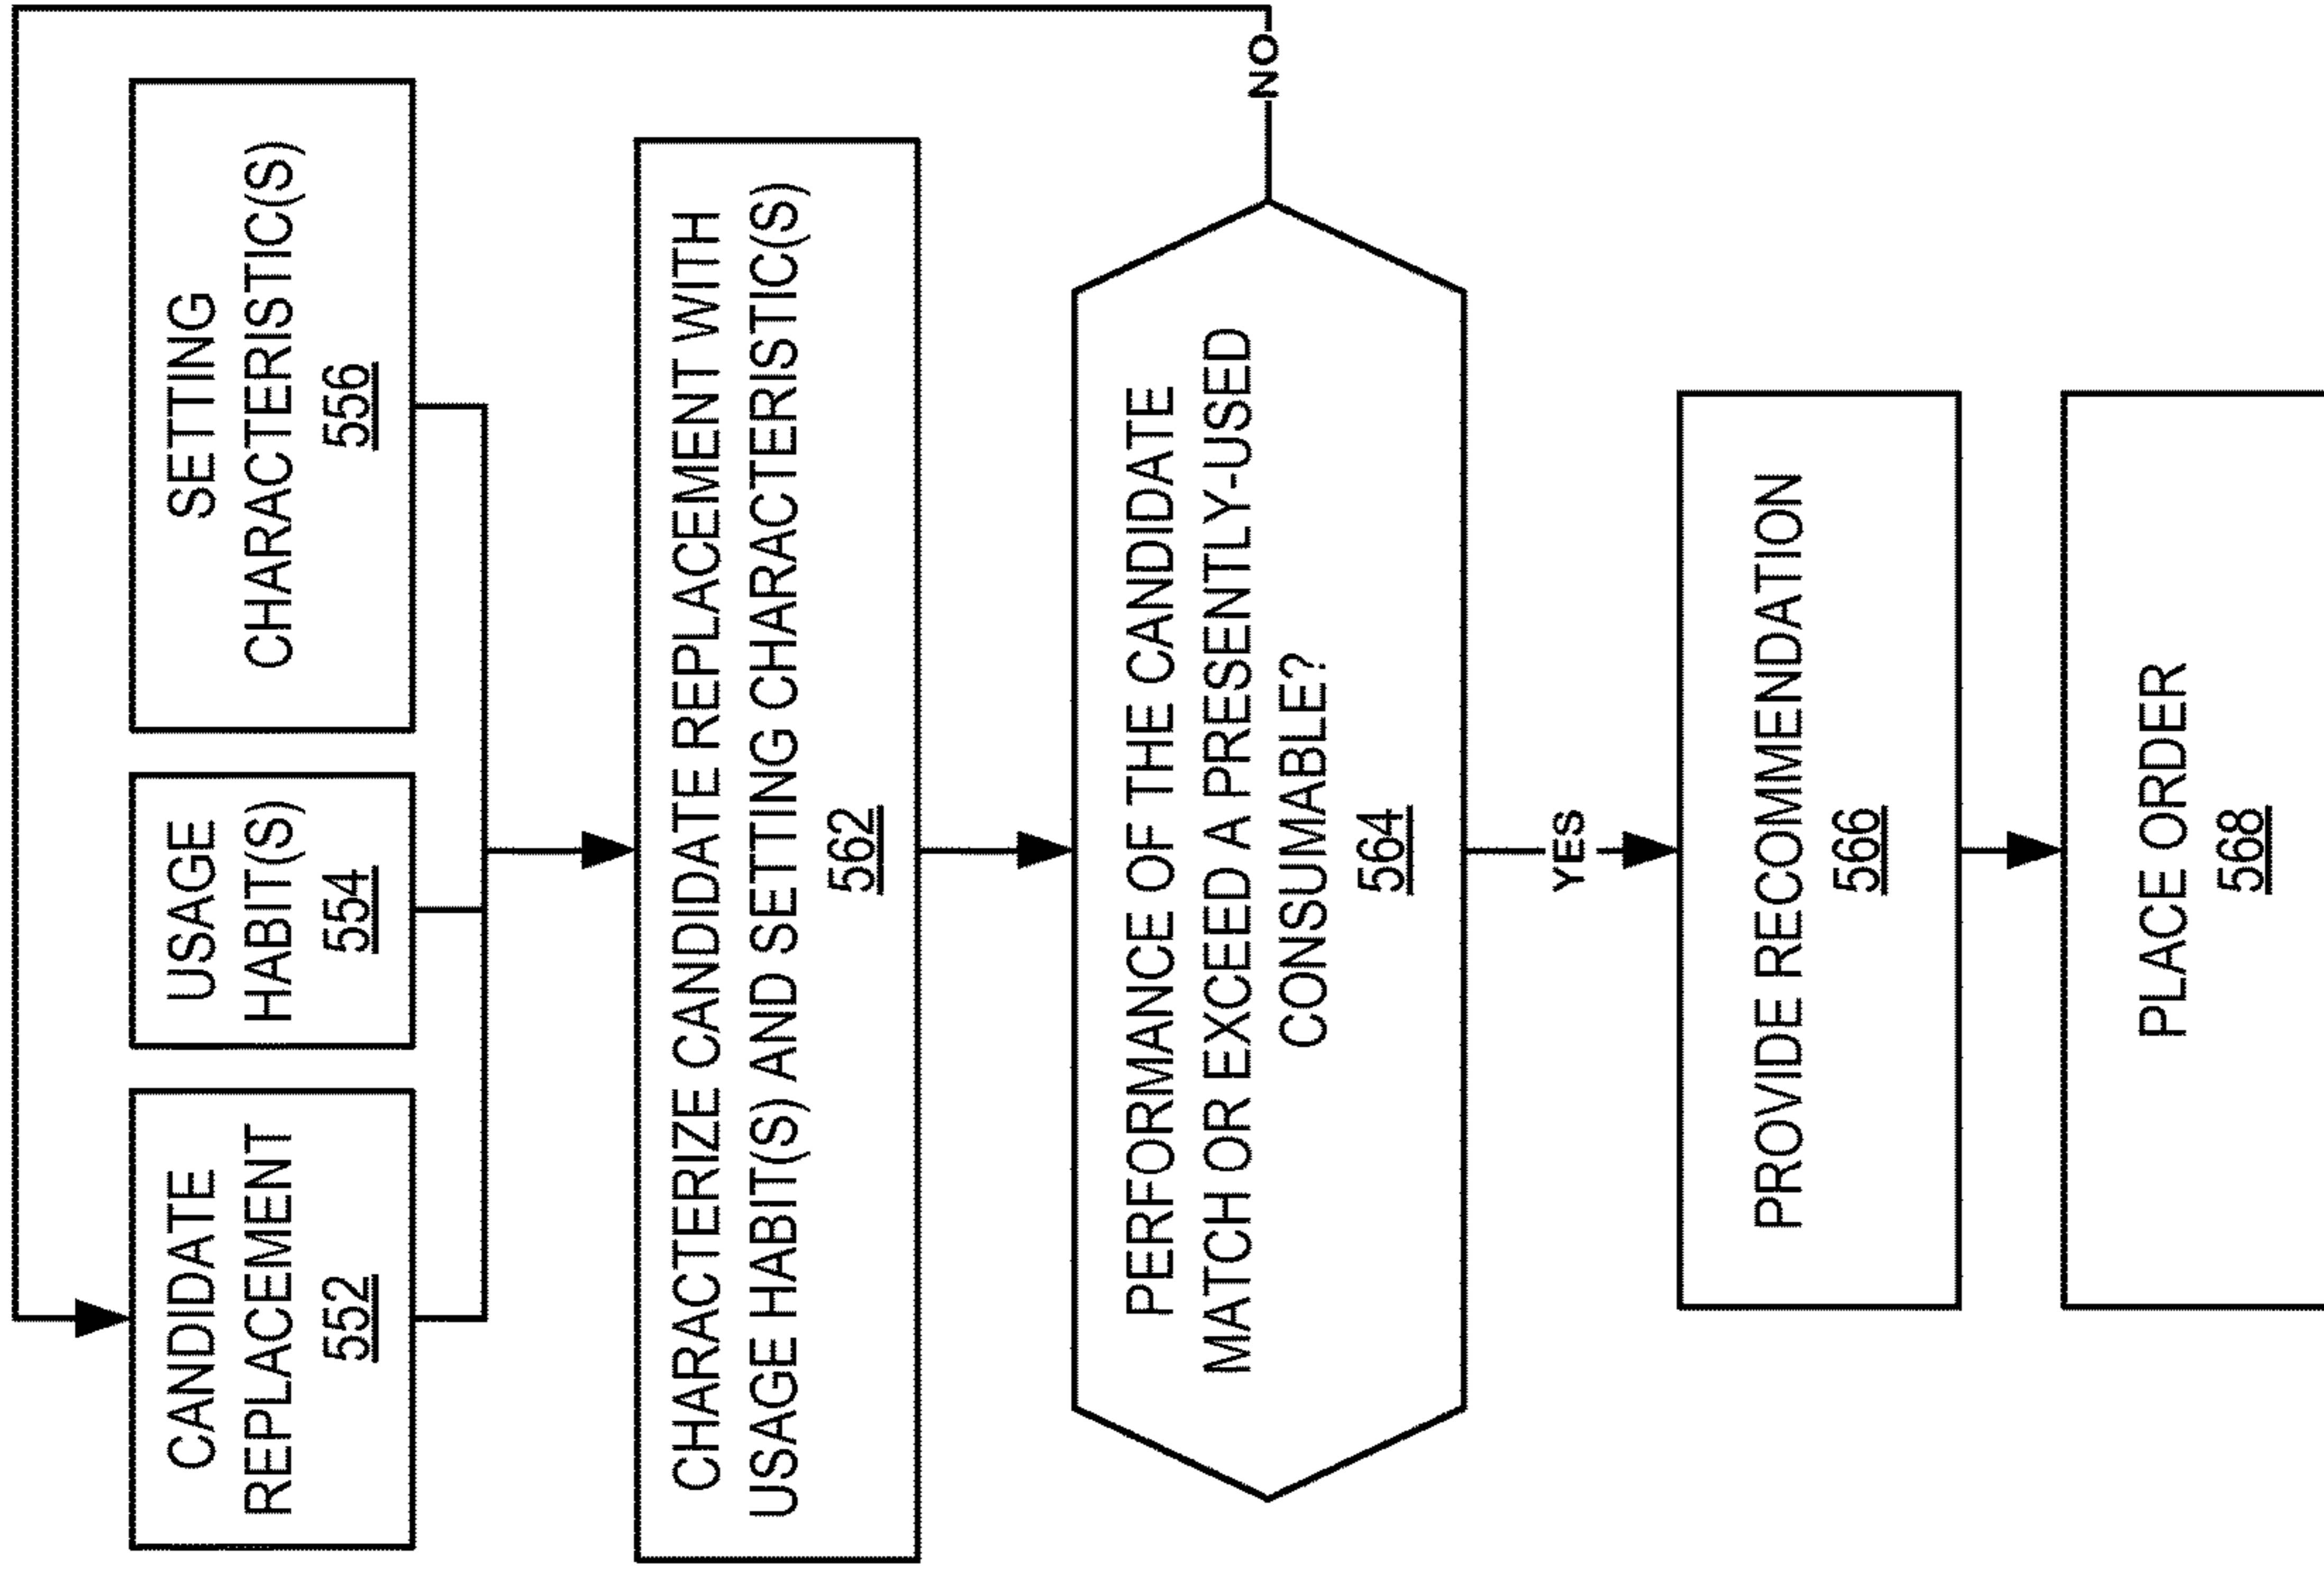 CANDIDATE
REPLACEMENT
552
USAGE
HABIT(S)
554
SETTING
CHARACTERISTIC(S)
556
CHARACTERIZE CANDIDATE REPLACEMENT WITH
USAGE HABIT(S) AND SETTING CHARACTERISTIC(S)
562
PERFORMANCE OF THE CANDIDATE
MATCH OR EXCEED A PRESENTLY-USED
CONSUMABLE?
564
NO
YES
PROVIDE RECOMMENDATION
566
PLACE ORDER
568